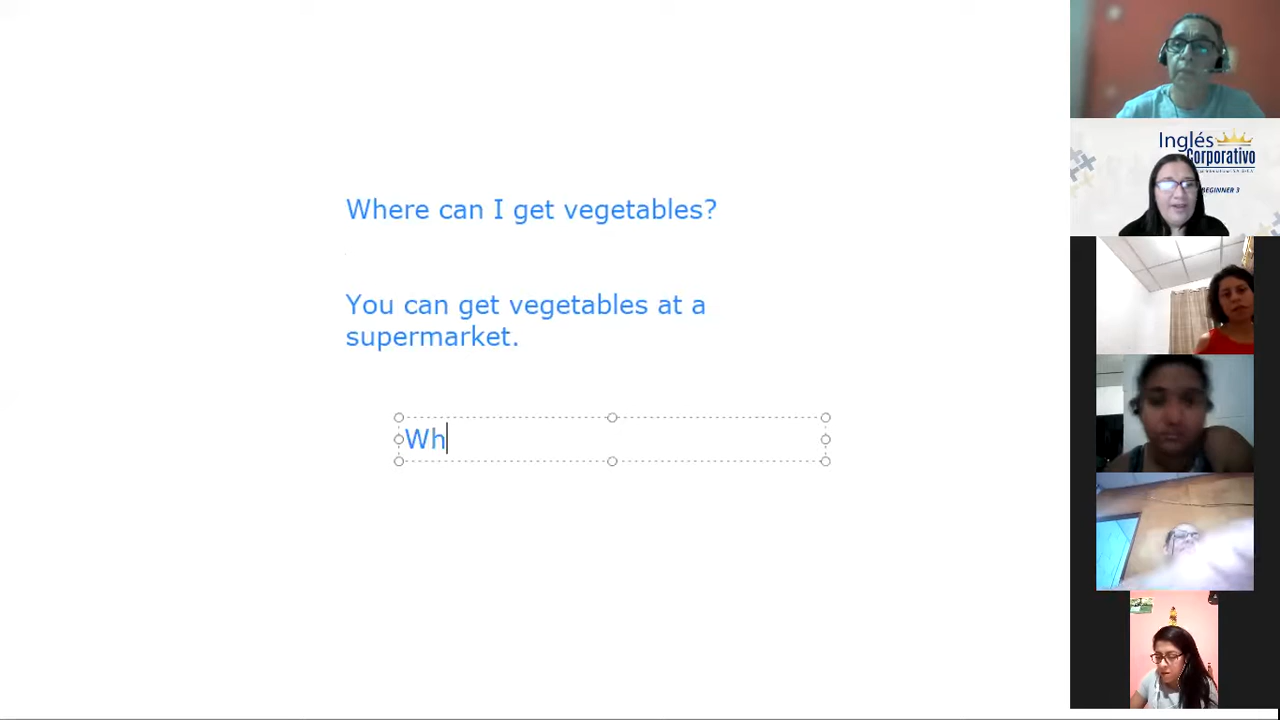 Where can I get vegetables?
You can get vegetables at a
supermarket.
Wh
Inglés
Corporativo
BEGINNER 3